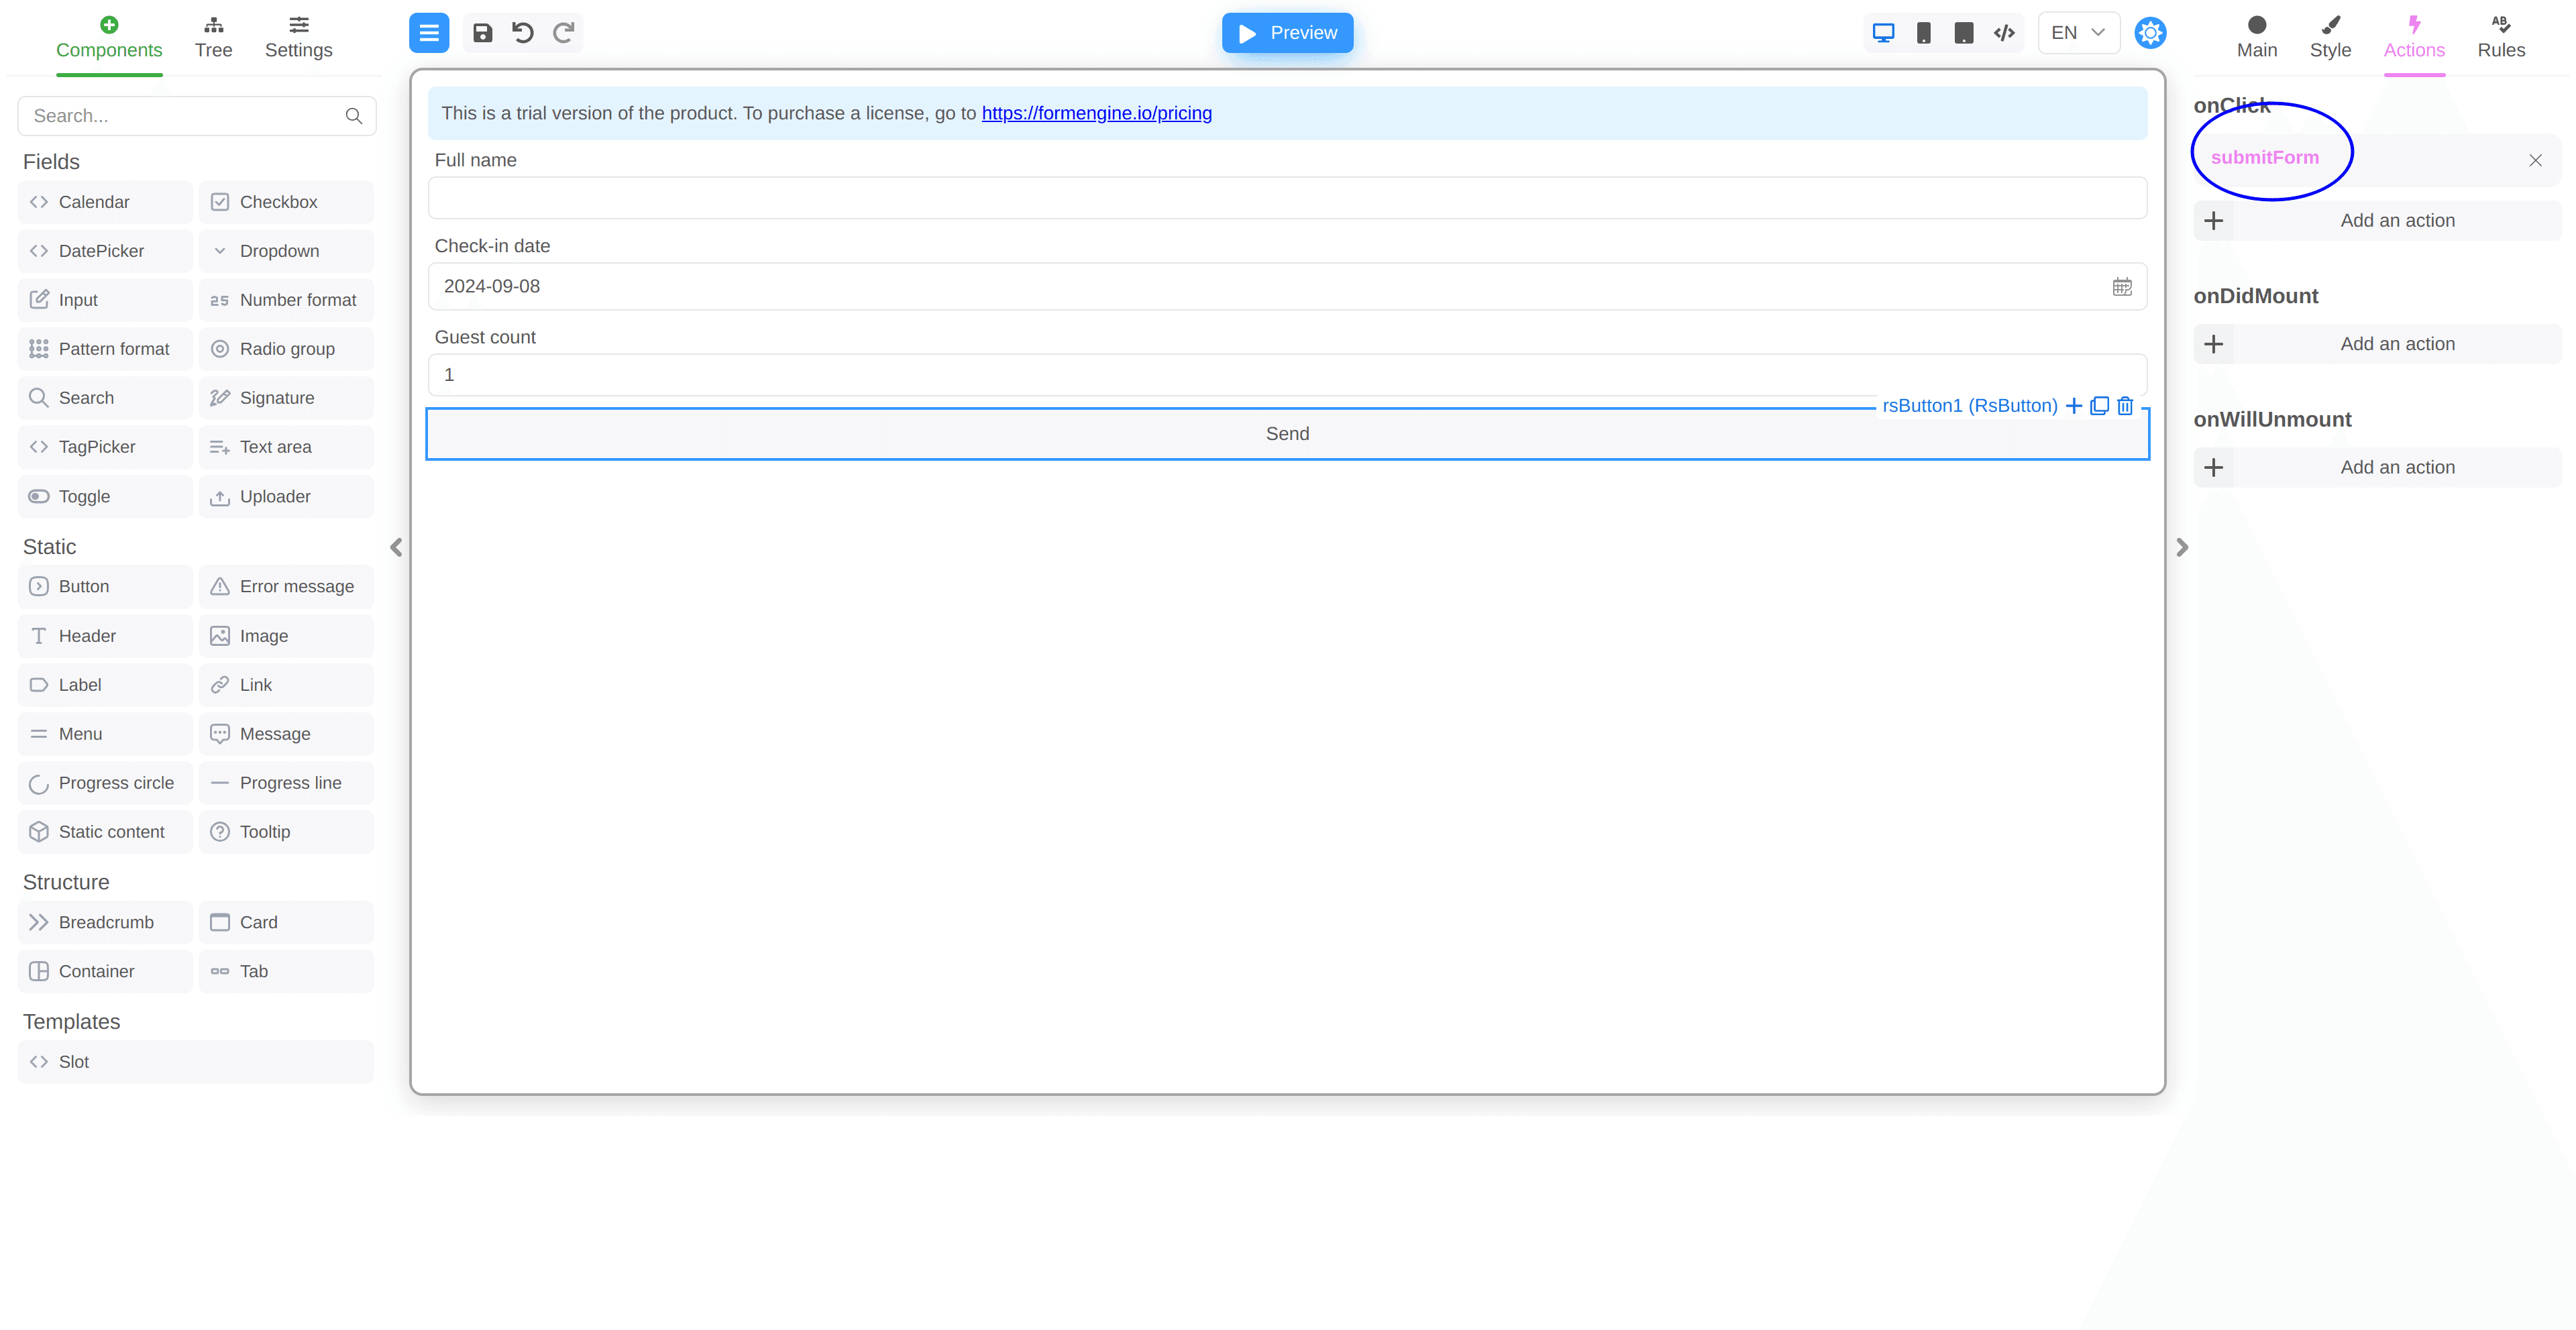 Components Tree Settings
Search...
Fields
Calendar Checkbox
DatePicker Dropdown
Input 25 Number format
Pattern format Radio group
Search Signature
TagPicker Text area
Toggle Uploader
Static
Button Error message
Header Image
Label Link
Menu Message
Progress circle Progress line
Static content Tooltip
Structure
Breadcrumb Card
Container Tab
Templates
Slot
Preview
EN
This is a trial version of the product. To purchase a license, go to https://formengine.io/pricing
Full name
Check-in date
2024-09-08
Guest count
1
rsButton1 (RsButton)
Send
AB
Main Style Actions Rules
onClick
submitForm
Add an action
onDidMount
Add an action
onWillUnmount
Add an action